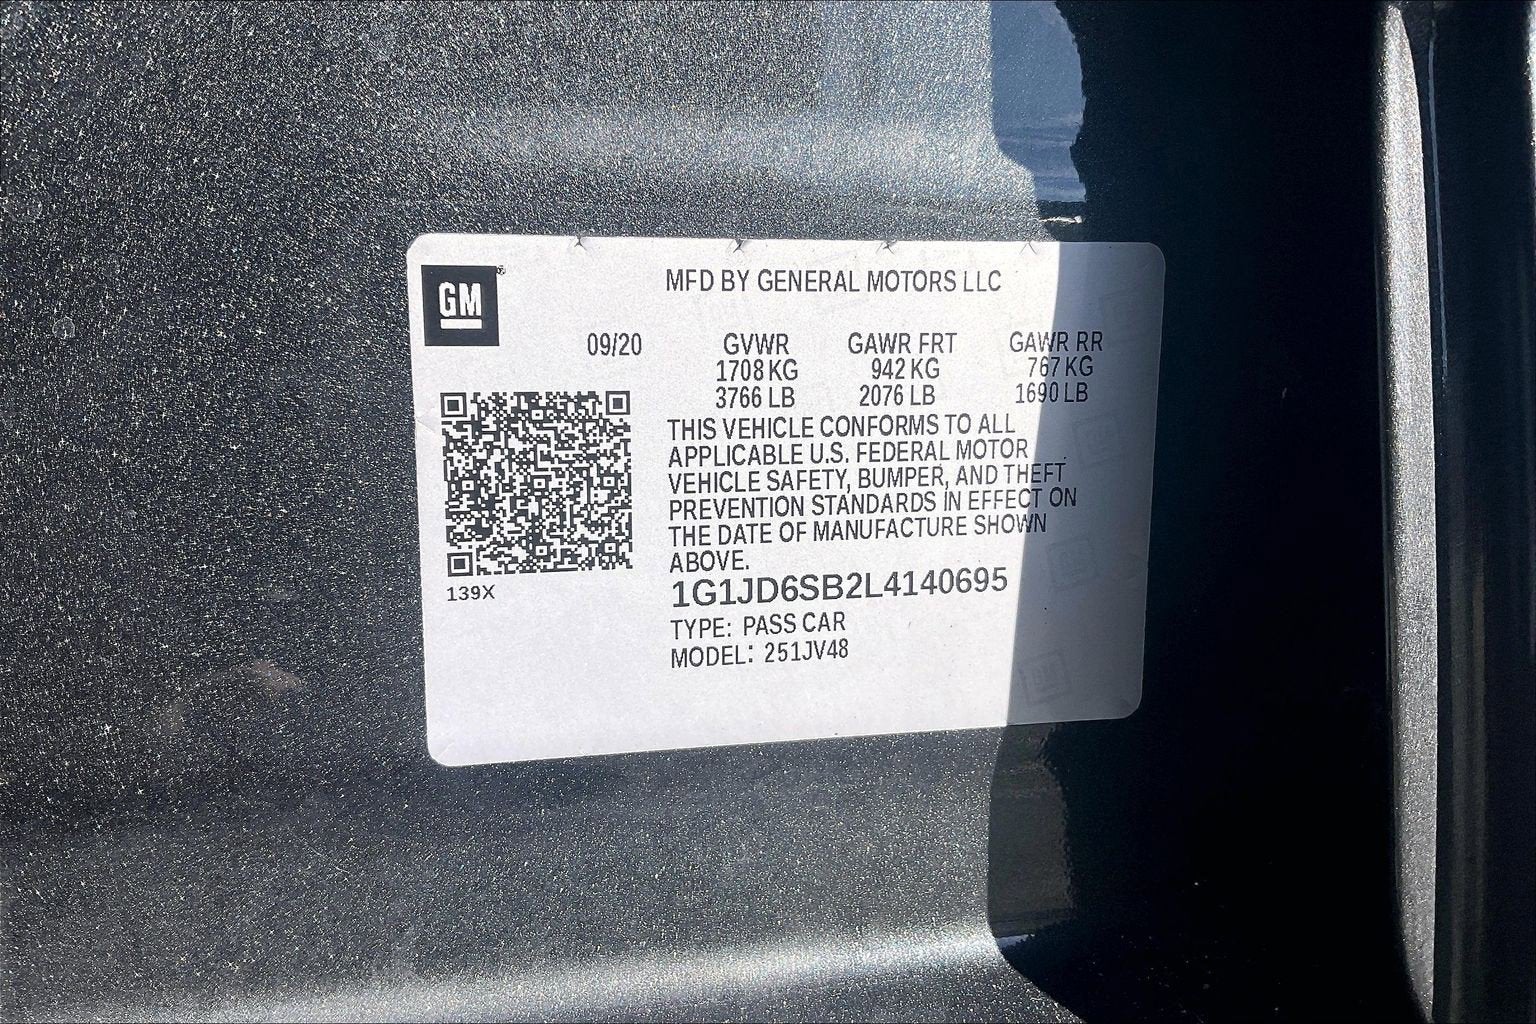 GM
MFD BY GENERAL MOTORS LLC
09/20 GVWR GAWR FRT GAWR RR
1708 KG 942 KG 767 KG
3766 LB 2076 LB 1690 LB
THIS VEHICLE CONFORMS TO ALL
APPLICABLE U.S. FEDERAL MOTOR
VEHICLE SAFETY, BUMPER, AND THEFT
PREVENTION STANDARDS IN EFFECT ON
THE DATE OF MANUFACTURE SHOWN
ABOVE.
139X
1G1JD6SB2L4140695
TYPE: PASS CAR
MODEL: 251JV48